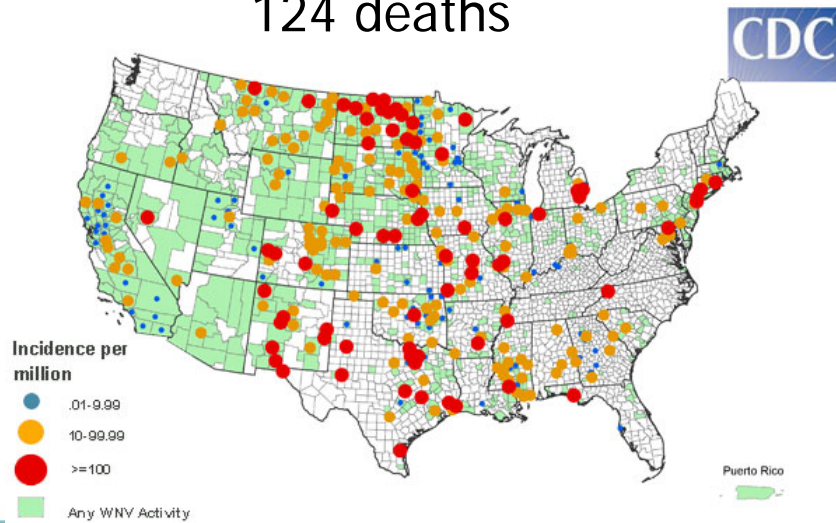 124 deaths
CDC
Incidence per
million
.01-9.99
10-99.99
>=100
Any WNV Activity
Puerto Rico